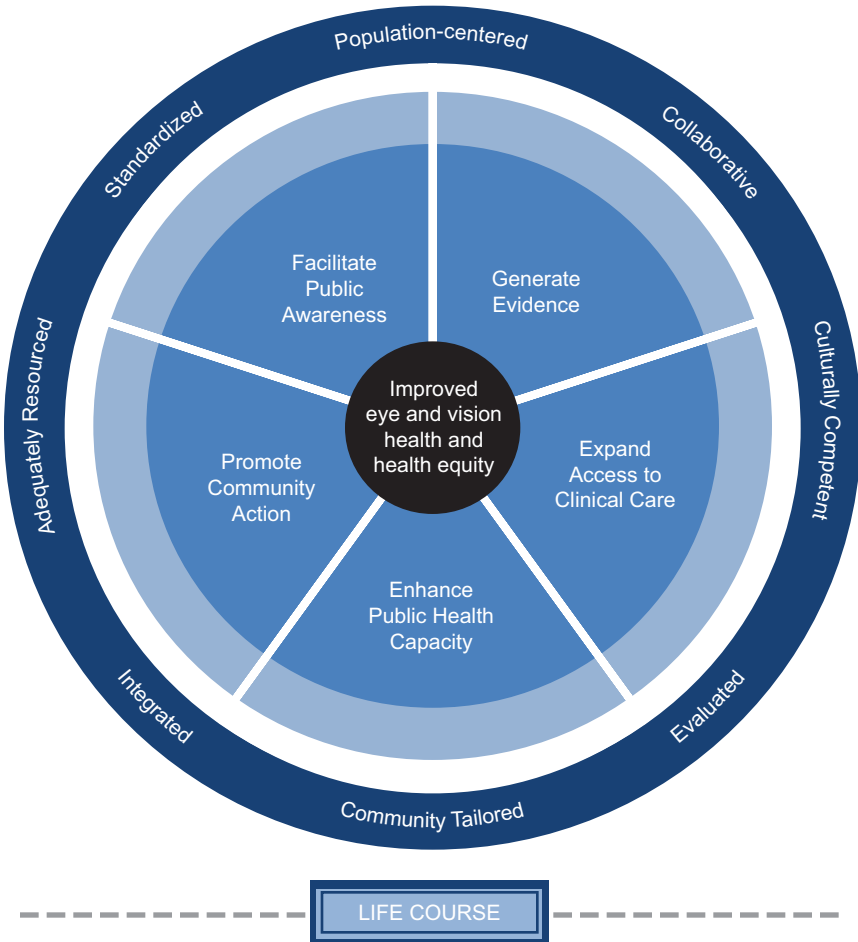 Population-centered
Collaborative
Culturally Competent
Evaluated
Community Tailored
Integrated
Adequately Resourced
Standardized
Facilitate
Public
Awareness
Generate
Evidence
Expand
Access to
Clinical Care
Enhance
Public Health
Capacity
Promote
Community
Action
Improved
eye and vision
health and
health equity
LIFE COURSE